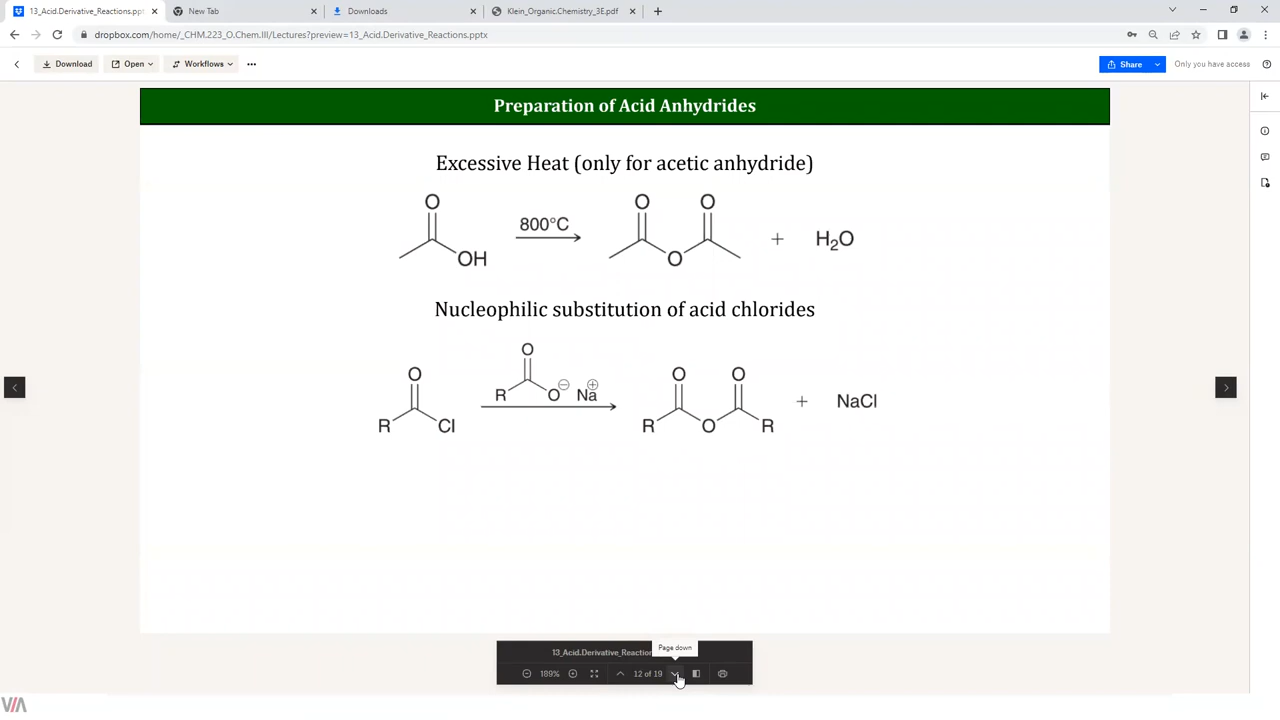 13_Acid.Derivative_Reactions.ppt
New Tab
Downloads
Klein_Organic.Chemistry_3E.pdf
dropbox.com/home/_CHM.223_O.Chem.III/Lectures?preview=13_Acid.Derivative_Reactions.pptx
Download
Open
Workflows
Share
Only you have access
Preparation of Acid Anhydrides
Excessive Heat (only for acetic anhydride)
O O O
800°C
OH O + H₂O
Nucleophilic substitution of acid chlorides
O
O O O
R O⊖ Na⊕
+ NaCl
R Cl R O R
Page down
13_Acid.Derivative_Reaction
189% 12 of 19
VIA